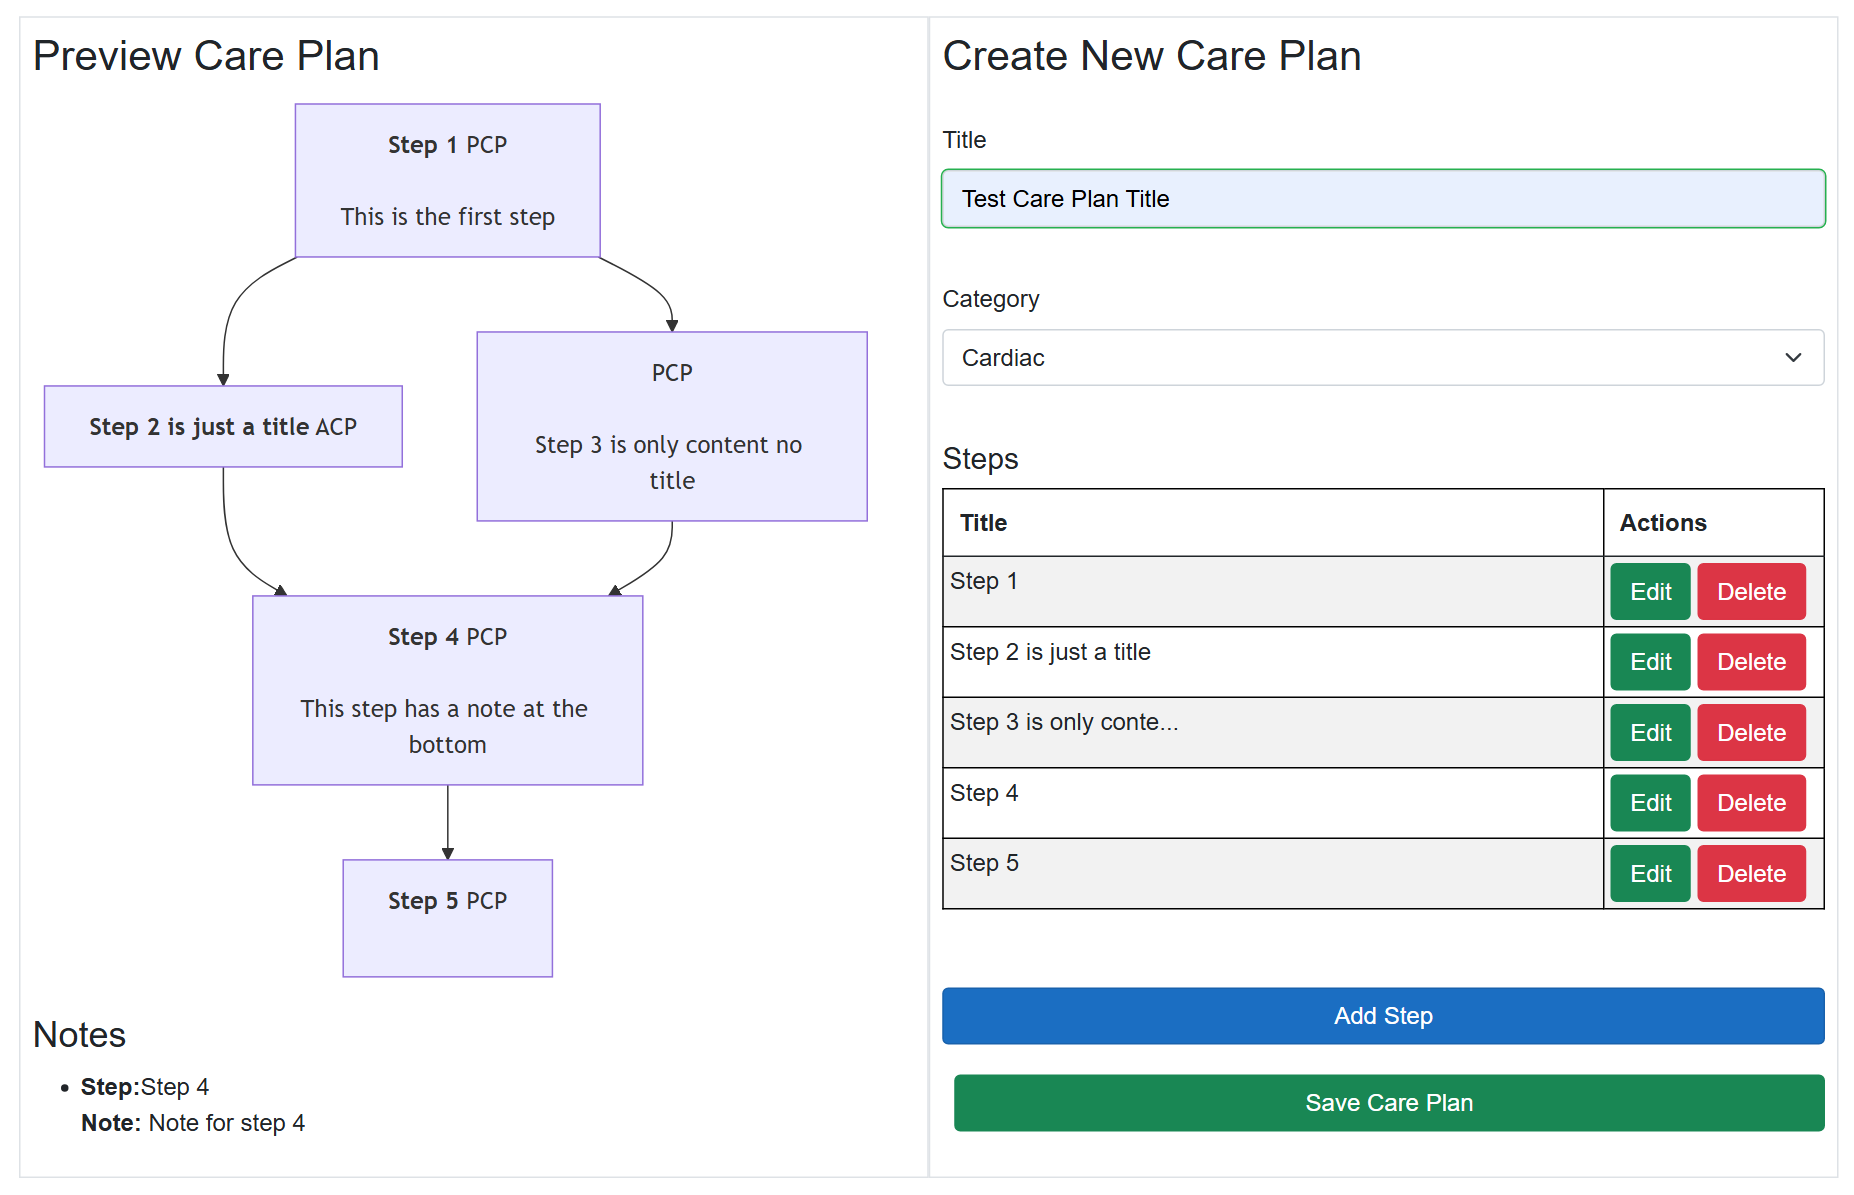 Preview Care Plan
Step 1 PCP
This is the first step
Step 2 is just a title ACP
PCP
Step 3 is only content no
title
Step 4 PCP
This step has a note at the
bottom
Step 5 PCP
Notes
Step:Step 4
Note: Note for step 4
Create New Care Plan
Title
Test Care Plan Title
Category
Cardiac
Steps
Title Actions
Step 1 Edit Delete
Step 2 is just a title Edit Delete
Step 3 is only conte... Edit Delete
Step 4 Edit Delete
Step 5 Edit Delete
Add Step
Save Care Plan